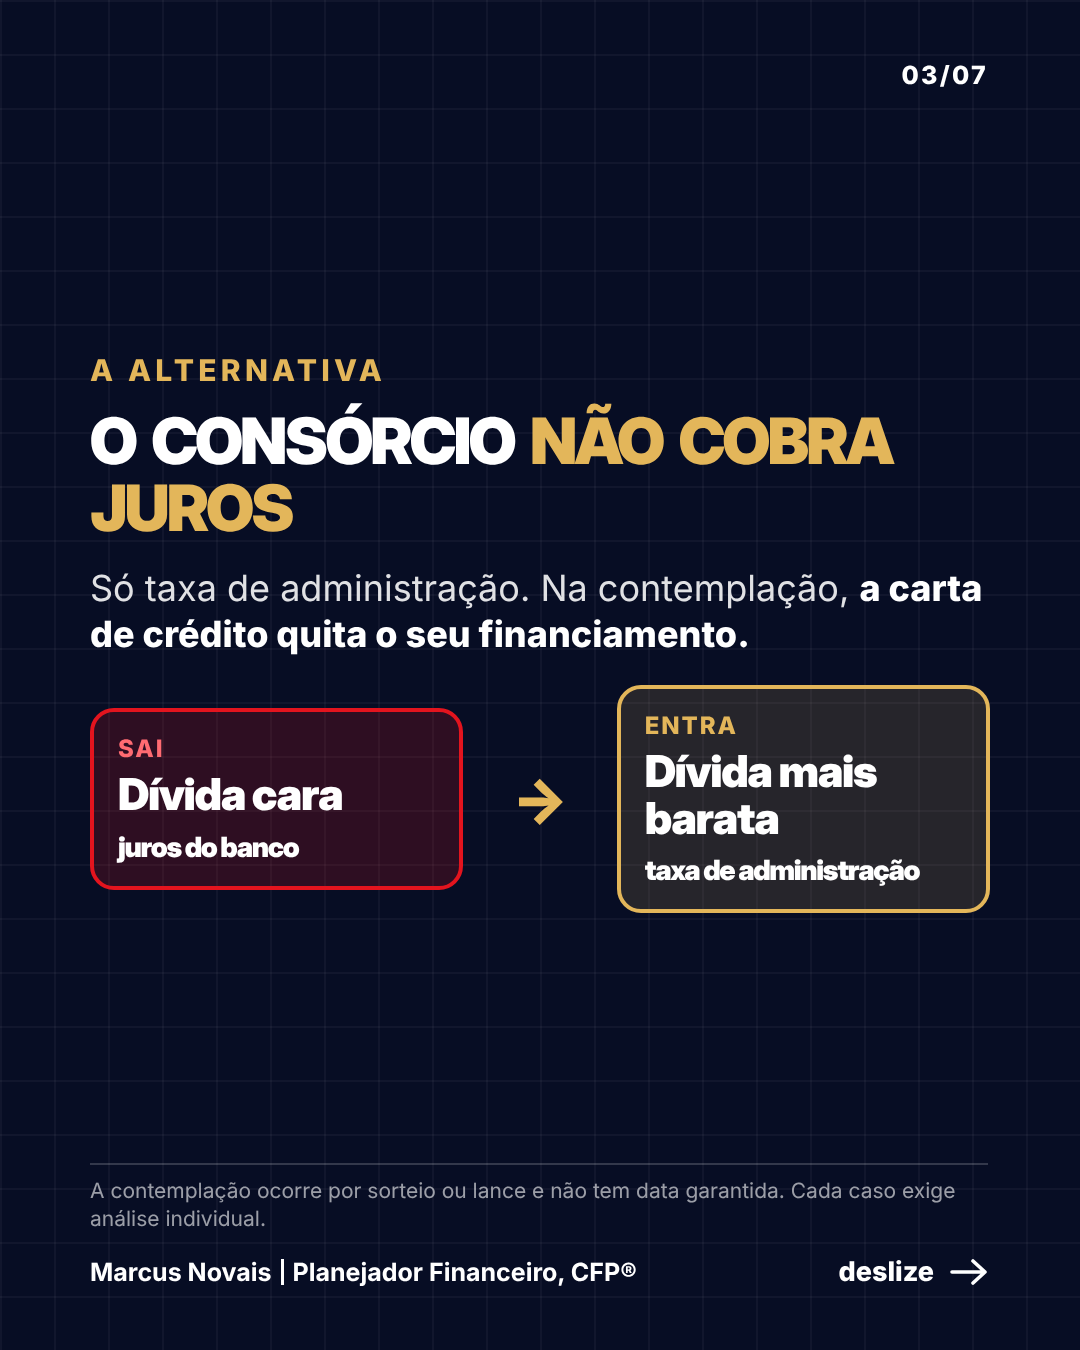 03/07
A ALTERNATIVA
O CONSÓRCIO NÃO COBRA
JUROS
Só taxa de administração. Na contemplação, a carta
de crédito quita o seu financiamento.
SAI
Dívida cara
juros do banco
ENTRA
Dívida mais
barata
taxa de administração
A contemplação ocorre por sorteio ou lance e não tem data garantida. Cada caso exige
análise individual.
Marcus Novais | Planejador Financeiro, CFP®
deslize